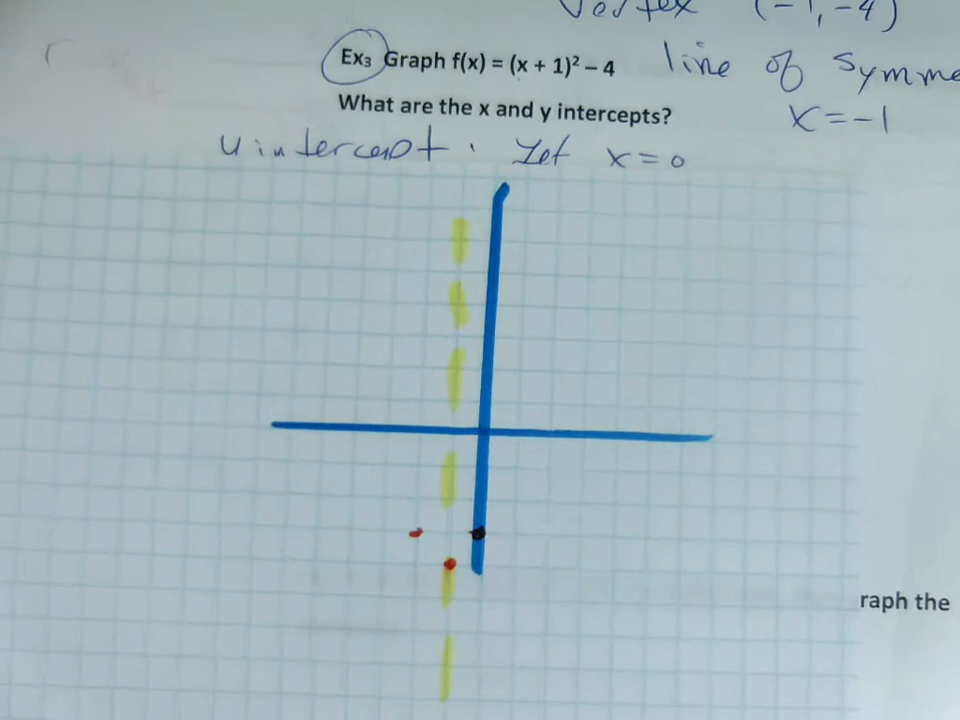 Vertex (-1,-4)
Ex3 Graph f(x) = (x + 1)² – 4
line of symme
What are the x and y intercepts?
x=-1
y intercept. Let x=0
raph the